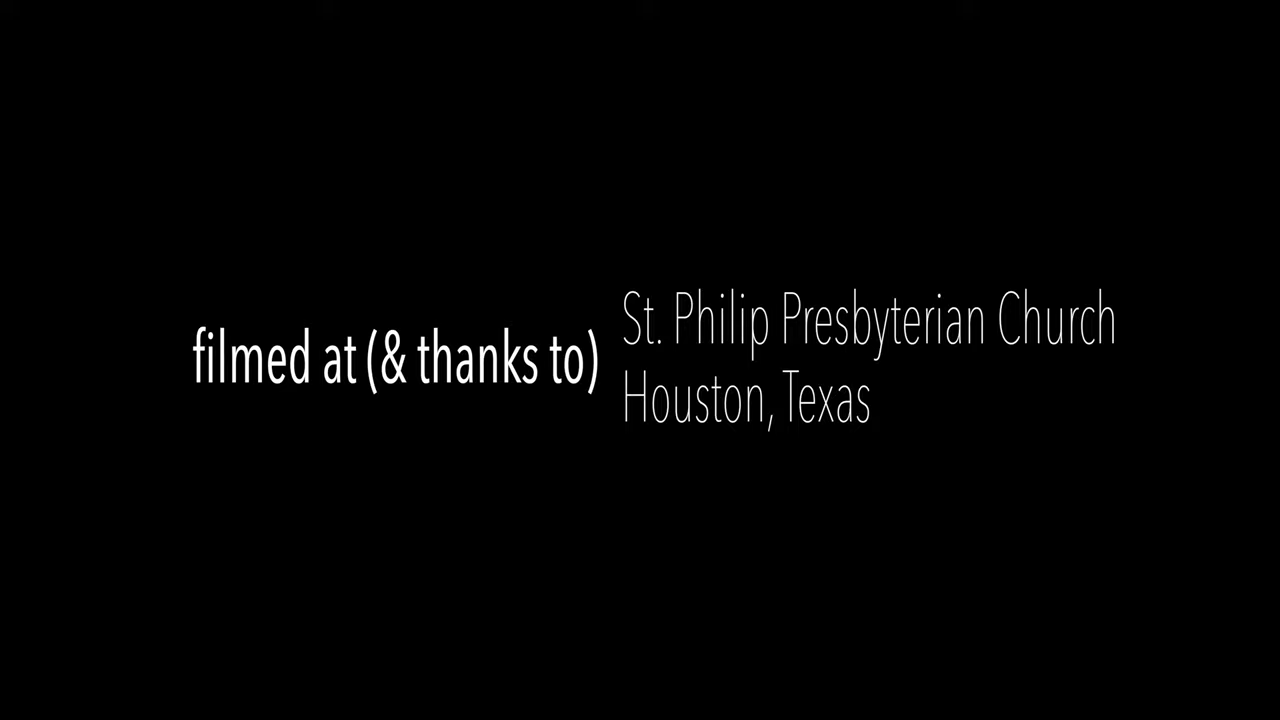 filmed at (& thanks to)
St. Philip Presbyterian Church
Houston, Texas